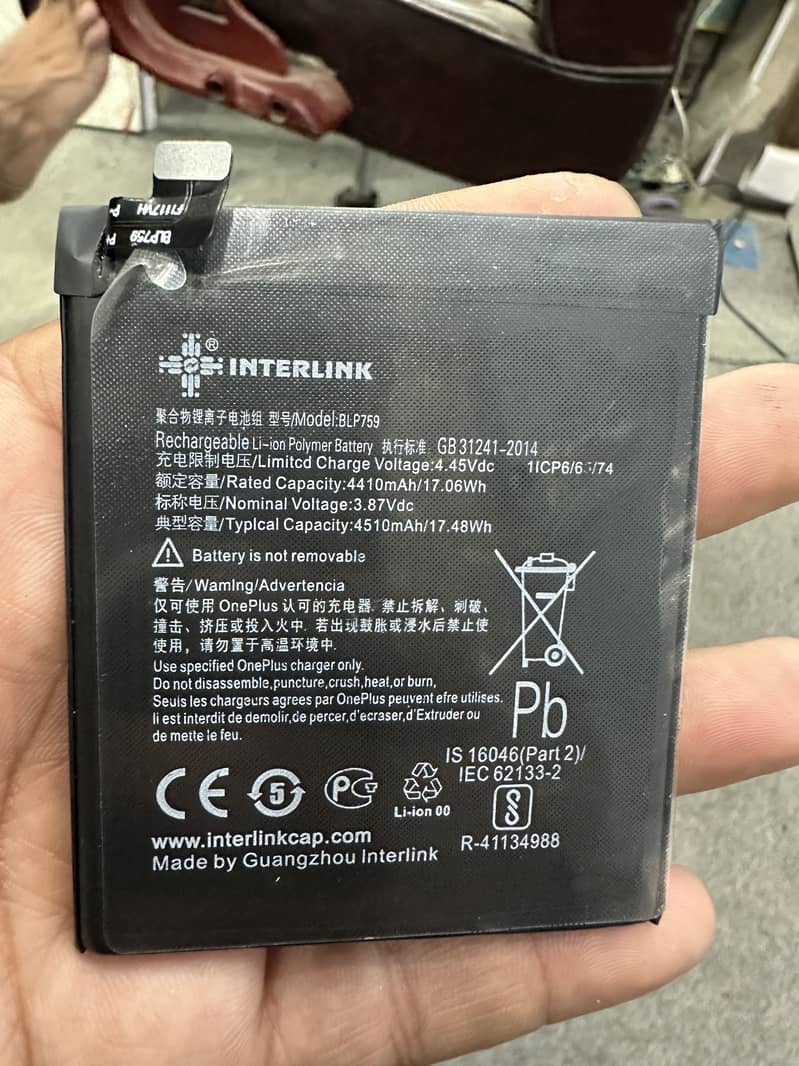 BLP759
® INTERLINK
聚合物锂离子电池组 型号/Model:BLP759
Rechargeable Li-ion Polymer Battery 执行标准 GB 31241-2014
充电限制电压/Limitcd Charge Voltage:4.45Vdc 1ICP6/ /74
额定容量/Rated Capacity:4410mAh/17.06Wh
标称电压/Nominal Voltage:3.87Vdc
典型容量/Typlcal Capacity:4510mAh/17.48Wh
Battery is not removable
警告/Wamlng/Advertencia
仅可使用 OnePlus 认可的充电器. 禁止拆解、刺破、
撞击、挤压或投入火中. 若出现鼓胀或浸水后禁止使
使用，请勿置于高温环境中.
Use specified OnePlus charger only.
Do not disassemble,puncture,crush,heat,or burn,
Seuis les chargeurs agrees par OnePlus peuvent efre utilises.
Ii est interdit de demolir,de percer,d'ecraser,d'Extruder ou
de mette le feu.
Pb
IS 16046(Part 2)/
IEC 62133-2
CE 5 PC Li-ion 00
R-41134988
www.interlinkcap.com
Made by Guangzhou Interlink